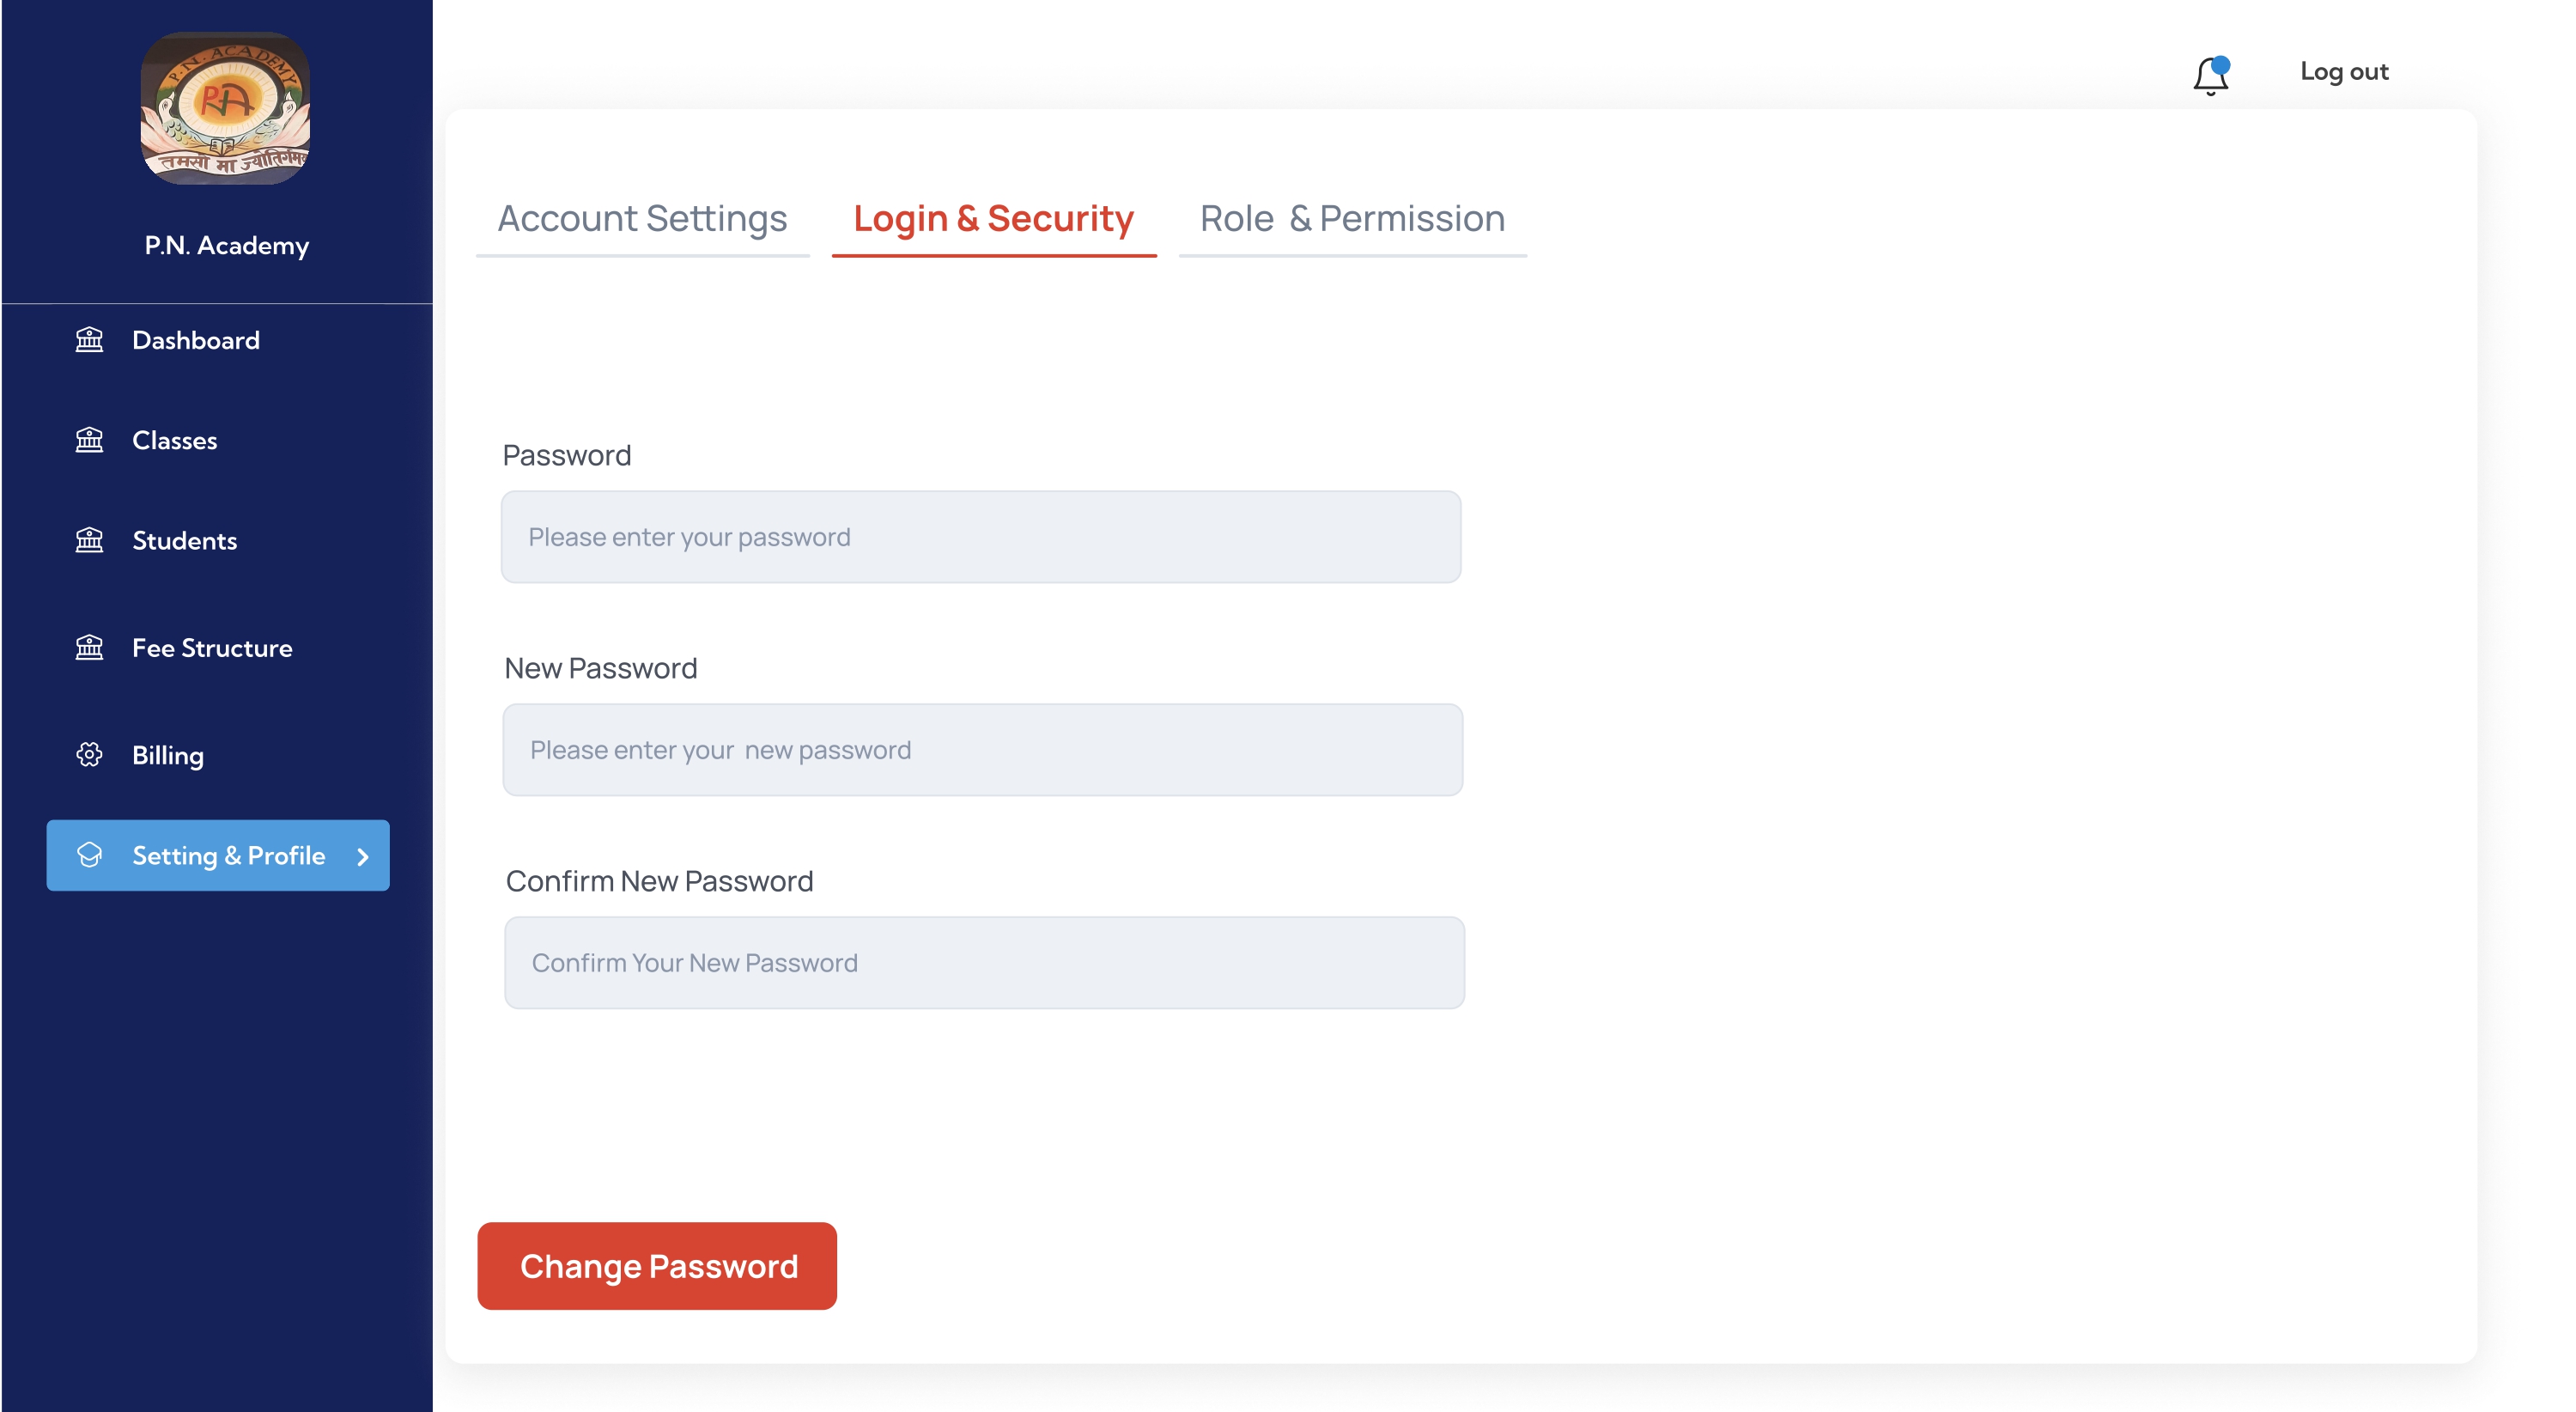 P.N. ACADEMY
PNA
तमसो मा ज्योतिर्गमय
P.N. Academy
Dashboard
Classes
Students
Fee Structure
Billing
Setting & Profile
Log out
Account Settings
Login & Security
Role & Permission
Password
Please enter your password
New Password
Please enter your new password
Confirm New Password
Confirm Your New Password
Change Password